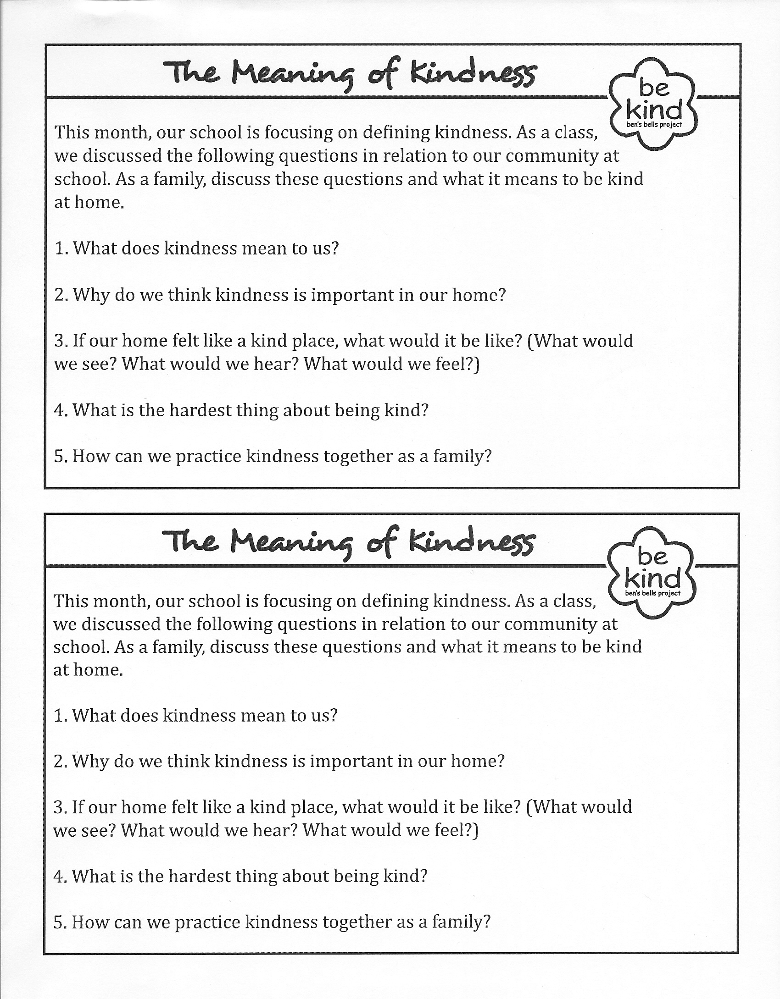 The Meaning of Kindness
be
kind
ben's bells project
This month, our school is focusing on defining kindness. As a class,
we discussed the following questions in relation to our community at
school. As a family, discuss these questions and what it means to be kind
at home.
1. What does kindness mean to us?
2. Why do we think kindness is important in our home?
3. If our home felt like a kind place, what would it be like? (What would
we see? What would we hear? What would we feel?)
4. What is the hardest thing about being kind?
5. How can we practice kindness together as a family?
The Meaning of Kindness
be
kind
ben's bells project
This month, our school is focusing on defining kindness. As a class,
we discussed the following questions in relation to our community at
school. As a family, discuss these questions and what it means to be kind
at home.
1. What does kindness mean to us?
2. Why do we think kindness is important in our home?
3. If our home felt like a kind place, what would it be like? (What would
we see? What would we hear? What would we feel?)
4. What is the hardest thing about being kind?
5. How can we practice kindness together as a family?